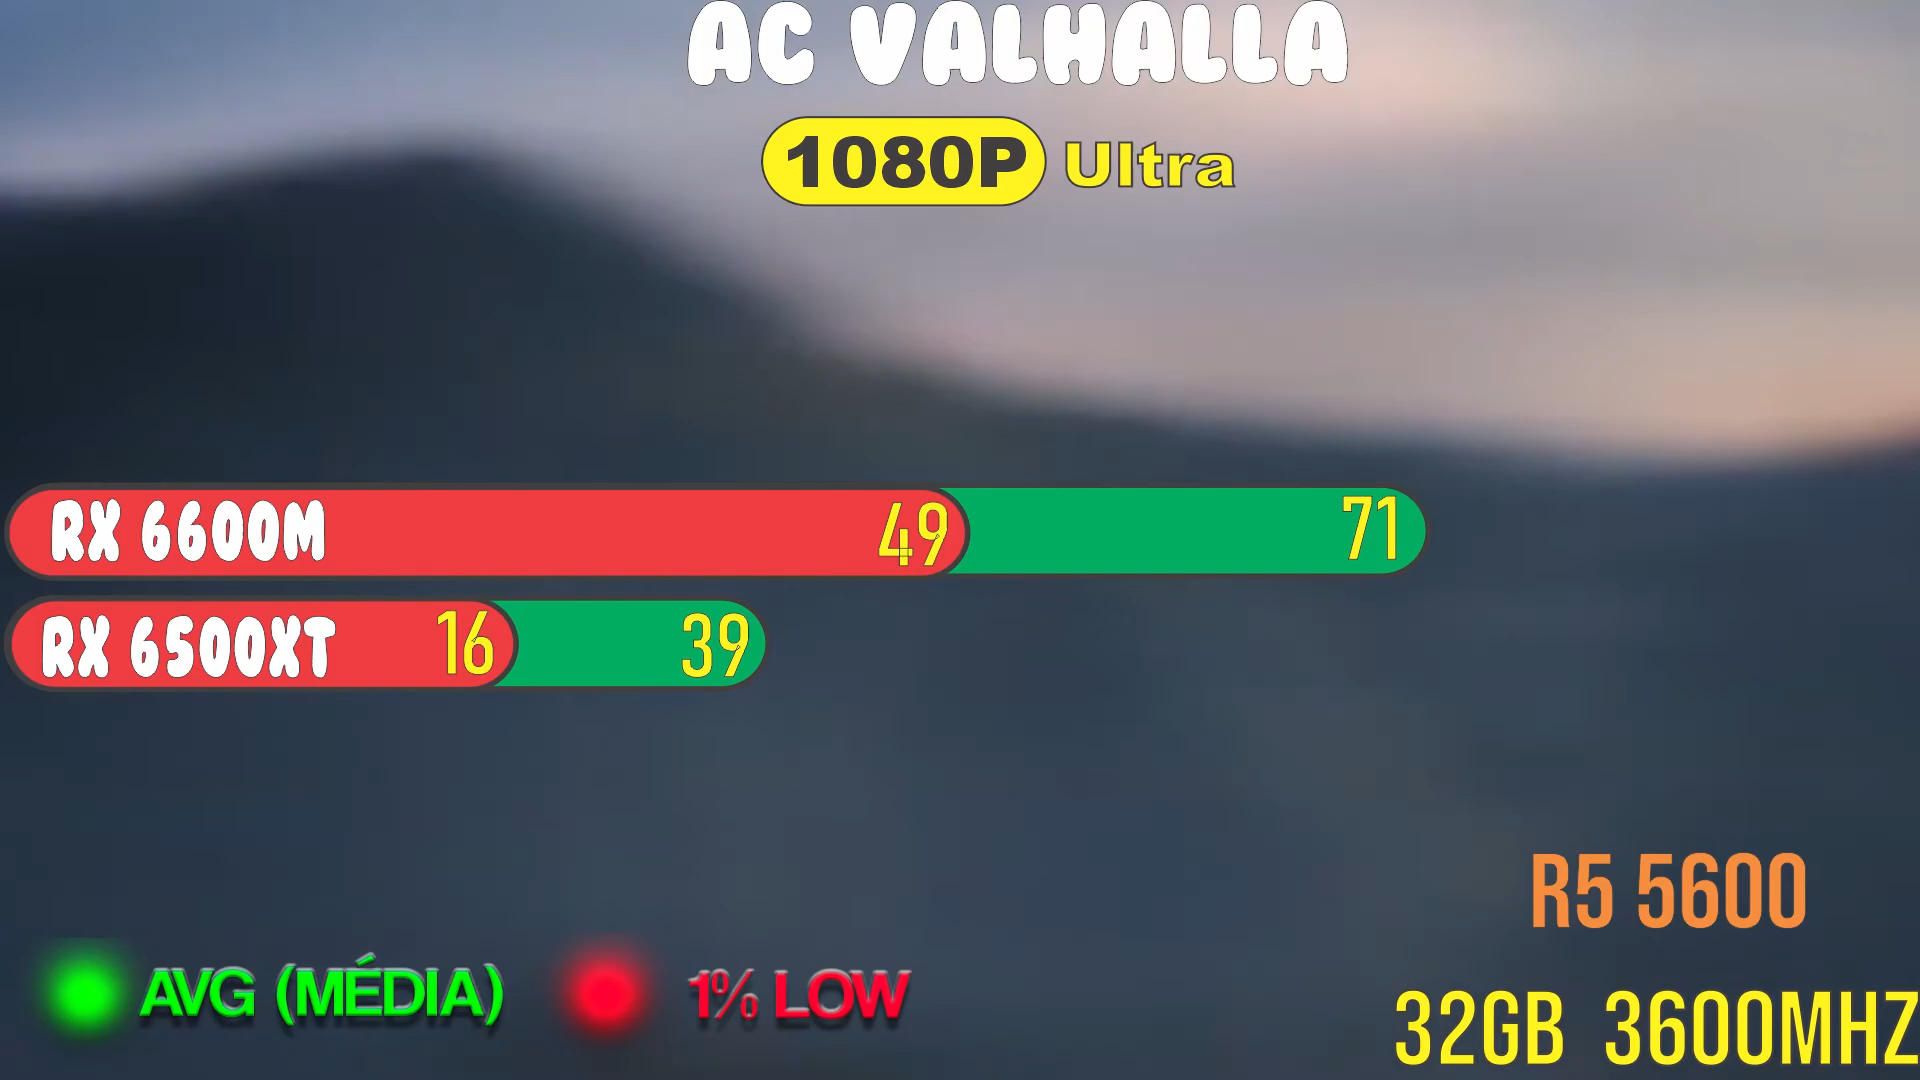 AC VALHALLA
1080P Ultra
RX 6600M 49 71
RX 6500XT 16 39
R5 5600
AVG (MÉDIA) 1% LOW
32GB 3600MHZ